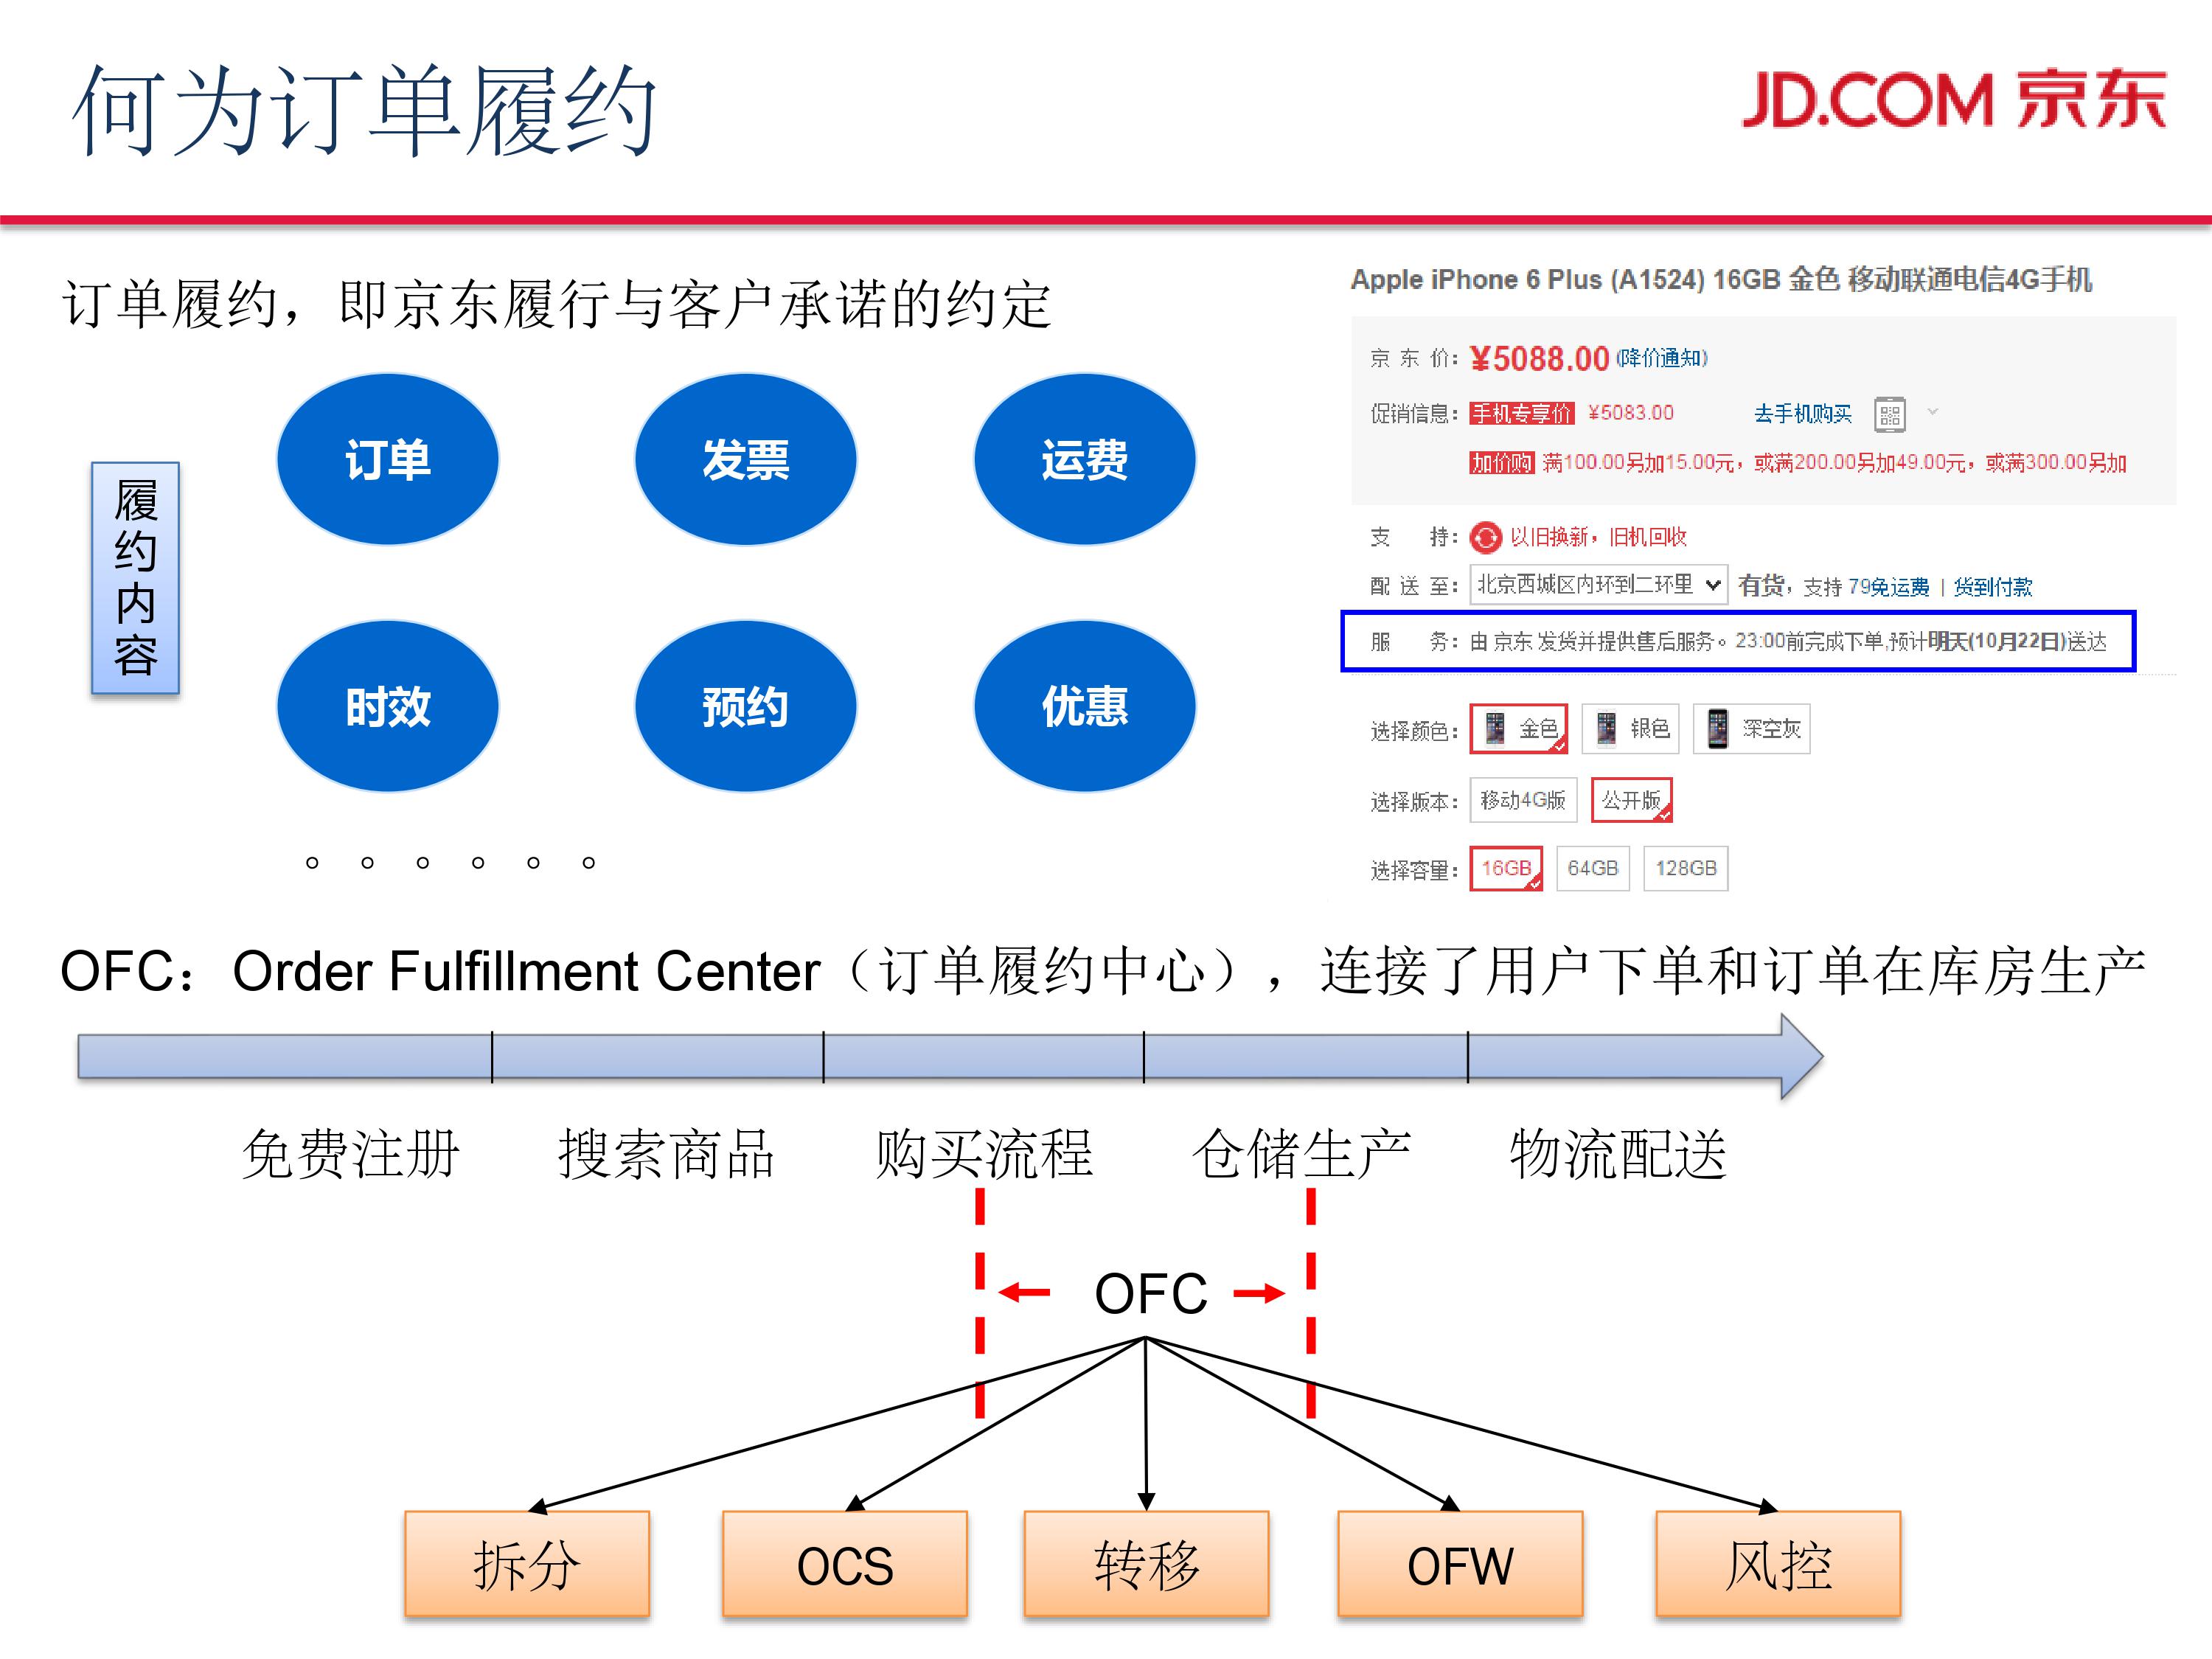 何为订单履约
JD.COM 京东
订单履约，即京东履行与客户承诺的约定
履约内容
订单
发票
运费
时效
预约
优惠
。。。。。。
Apple iPhone 6 Plus (A1524) 16GB 金色 移动联通电信4G手机
京 东 价： ¥5088.00 (降价通知)
促销信息： 手机专享价 ¥5083.00 去手机购买
加价购 满100.00另加15.00元，或满200.00另加49.00元，或满300.00另加
支 持： 以旧换新，旧机回收
配 送 至： 北京西城区内环到二环里 有货，支持 79免运费 | 货到付款
服 务： 由 京东 发货并提供售后服务。23:00前完成下单,预计明天(10月22日)送达
选择颜色： 金色 银色 深空灰
选择版本： 移动4G版 公开版
选择容量： 16GB 64GB 128GB
OFC：Order Fulfillment Center（订单履约中心），连接了用户下单和订单在库房生产
免费注册 搜索商品 购买流程 仓储生产 物流配送
OFC
拆分 OCS 转移 OFW 风控